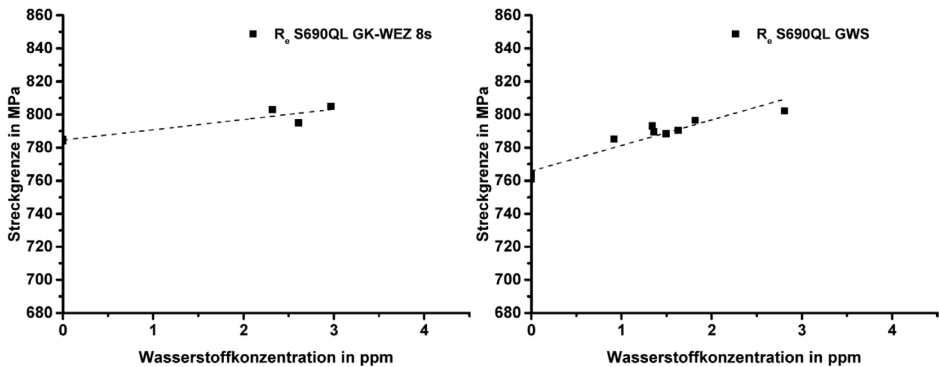 860
840
820
800
780
760
740
720
700
680
Streckgrenze in MPa
R_e S690QL GK-WEZ 8s
0 1 2 3 4
Wasserstoffkonzentration in ppm
860
840
820
800
780
760
740
720
700
680
Streckgrenze in MPa
R_e S690QL GWS
0 1 2 3 4
Wasserstoffkonzentration in ppm